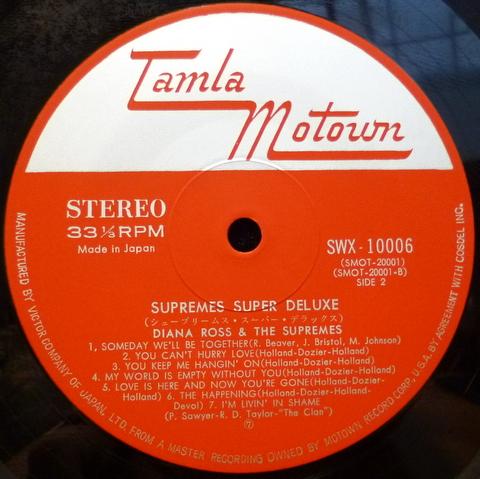 Tamla
Motown
STEREO
33⅓RPM
Made in Japan
SWX-10006
(SMOT-20001)
(SMOT-20001-B)
SIDE 2
SUPREMES SUPER DELUXE
(シュープリームス・スーパー・デラックス)
DIANA ROSS & THE SUPREMES
1, SOMEDAY WE'LL BE TOGETHER(R. Beaver, J. Bristol, M. Johnson)
2. YOU CAN'T HURRY LOVE(Holland-Dozier-Holland)
3. YOU KEEP ME HANGIN' ON(Holland-Dozier-Holland)
4. MY WORLD IS EMPTY WITHOUT YOU(Holland-Dozier-Holland)
5. LOVE IS HERE AND NOW YOU'RE GONE(Holland-Dozier-
Holland) 6. THE HAPPENING(Holland-Dozier-Holland-
Devol) 7. I'M LIVIN' IN SHAME
(P. Sawyer-R. D. Taylor-"The Clan")
⑦
MANUFACTURED BY VICTOR COMPANY OF JAPAN, LTD. FROM A MASTER RECORDING OWNED BY MOTOWN RECORD CORP., U.S.A. BY AGREEMENT WITH COSDEL INC.